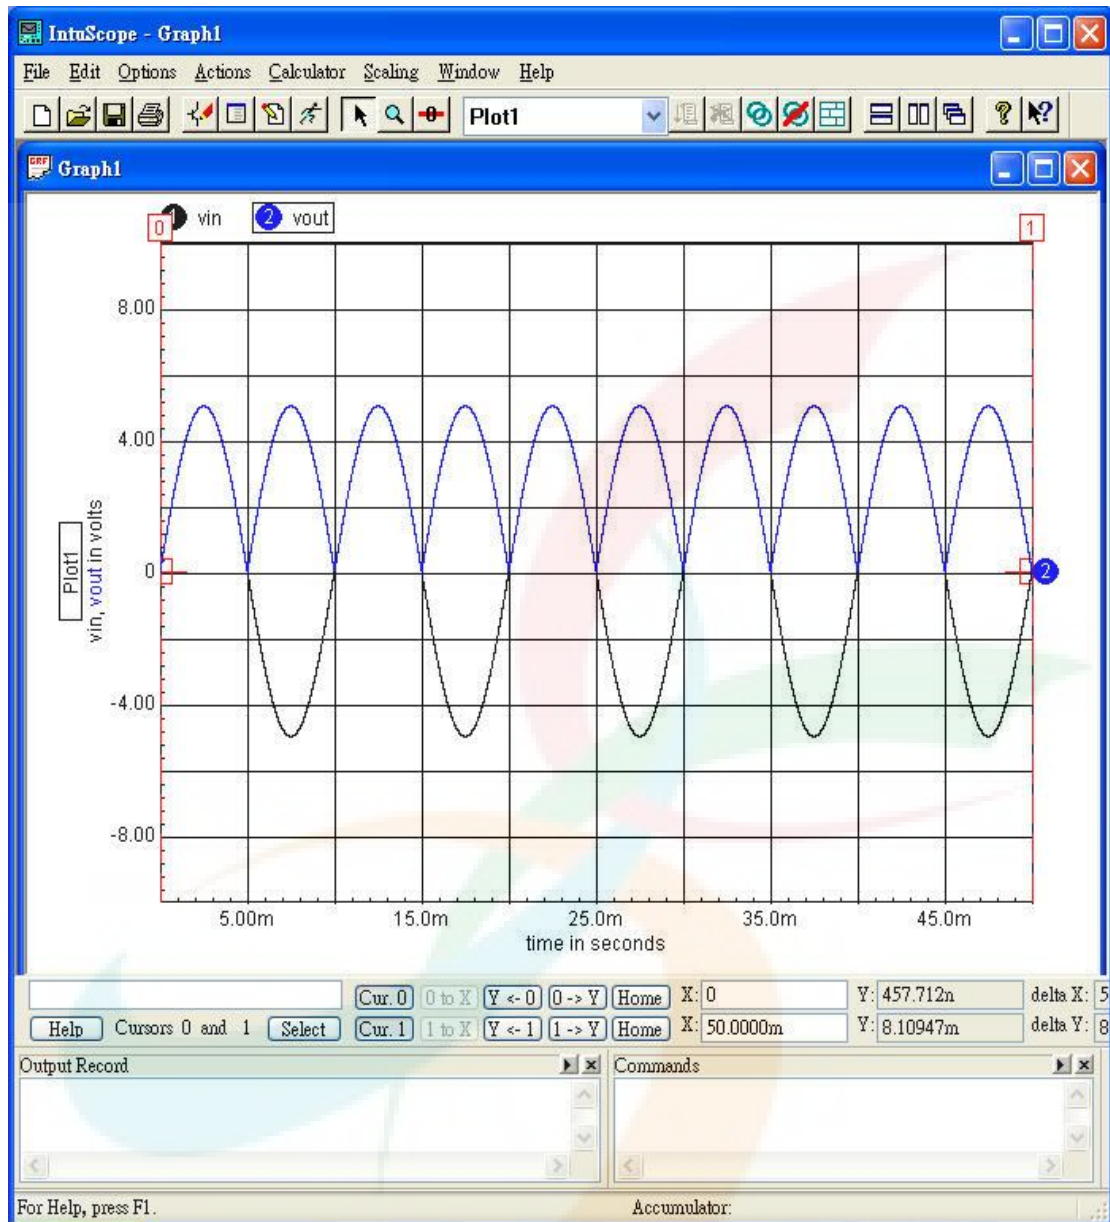 IntuScope - Graph1
File Edit Options Actions Calculator Scaling Window Help
Plot1
GRF Graph1
1 vin 2 vout
0 1
8.00
4.00
0
-4.00
-8.00
Plot1
vin, vout in volts
2
5.00m 15.0m 25.0m 35.0m 45.0m
time in seconds
Cur. 0 0 to X Y <- 0 0 -> Y Home X: 0 Y: 457.712n delta X: 5
Help Cursors 0 and 1 Select Cur. 1 1 to X Y <- 1 1 -> Y Home X: 50.0000m Y: 8.10947m delta Y: 8
Output Record Commands
For Help, press F1. Accumulator: